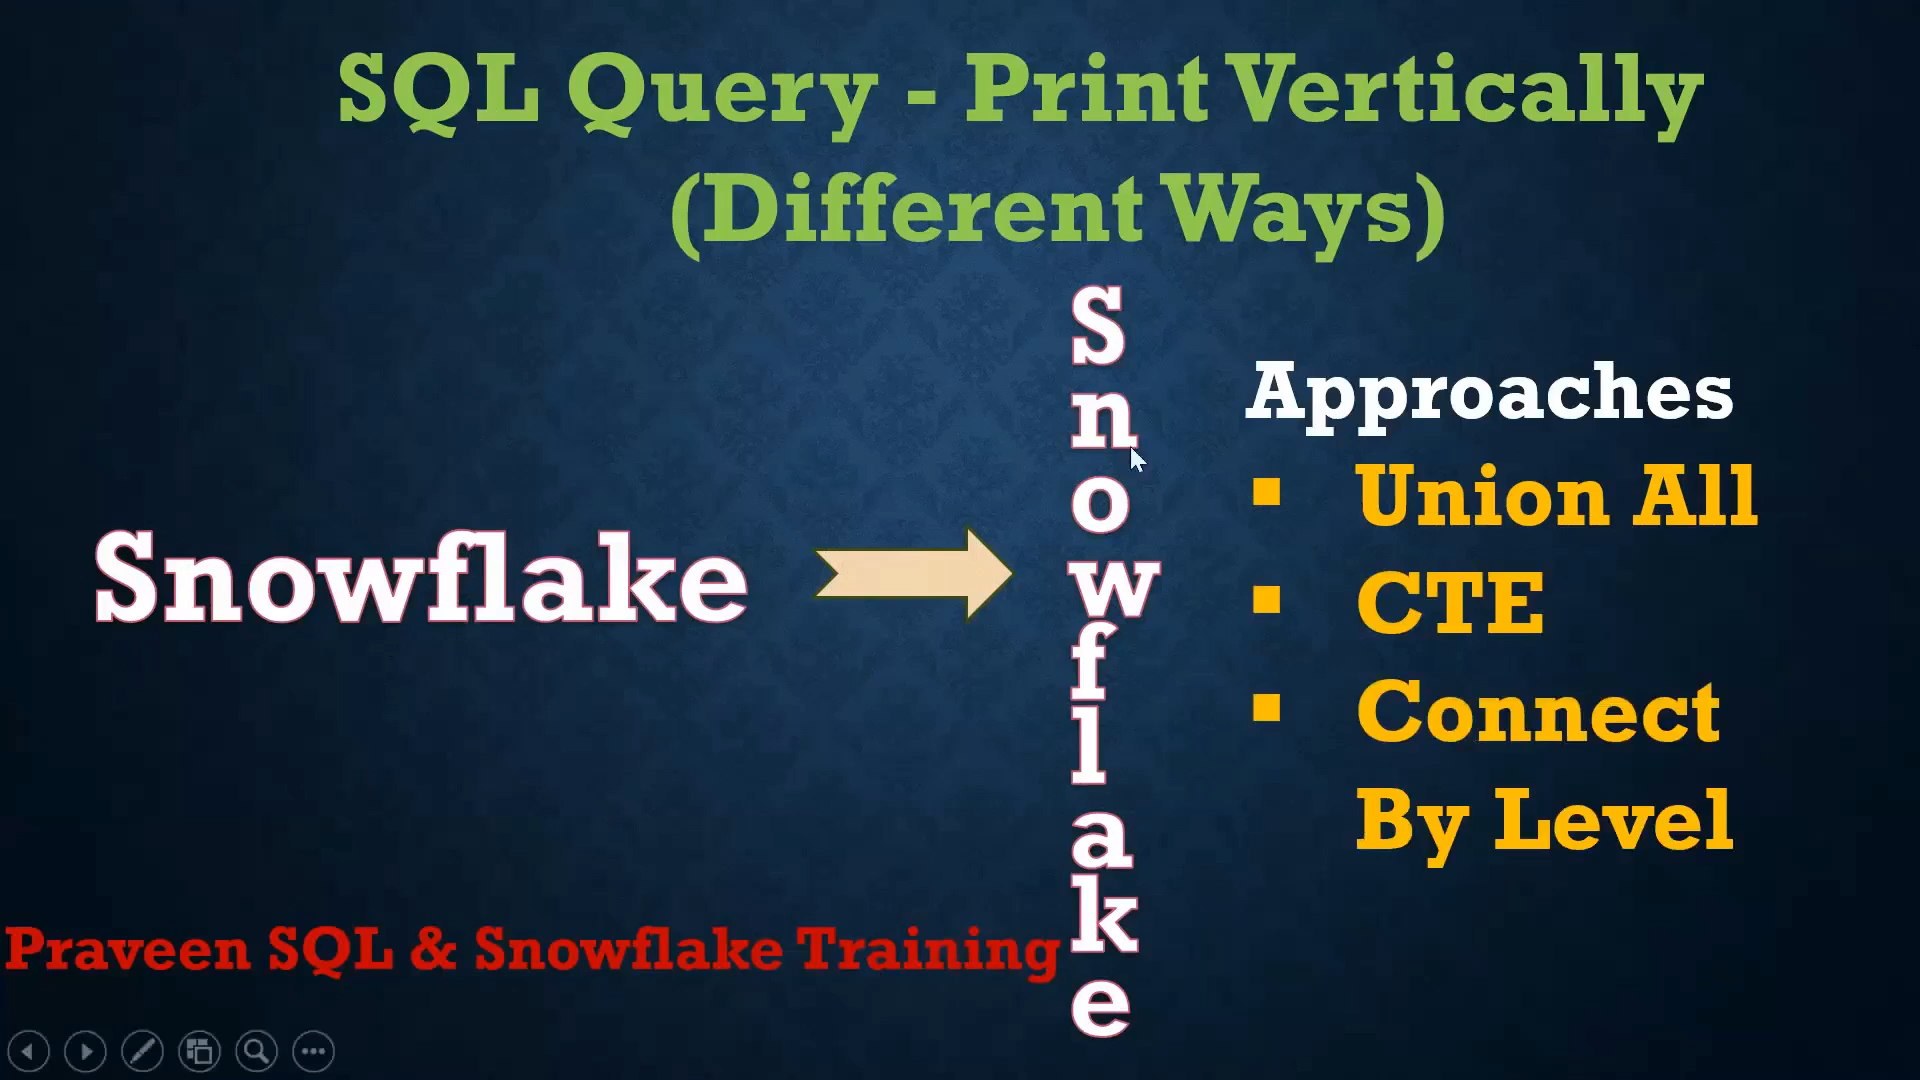 SQL Query - Print Vertically
(Different Ways)
Snowflake
S
n
o
w
f
l
a
k
e
Approaches
▪ Union All
▪ CTE
▪ Connect
By Level
Praveen SQL & Snowflake Training